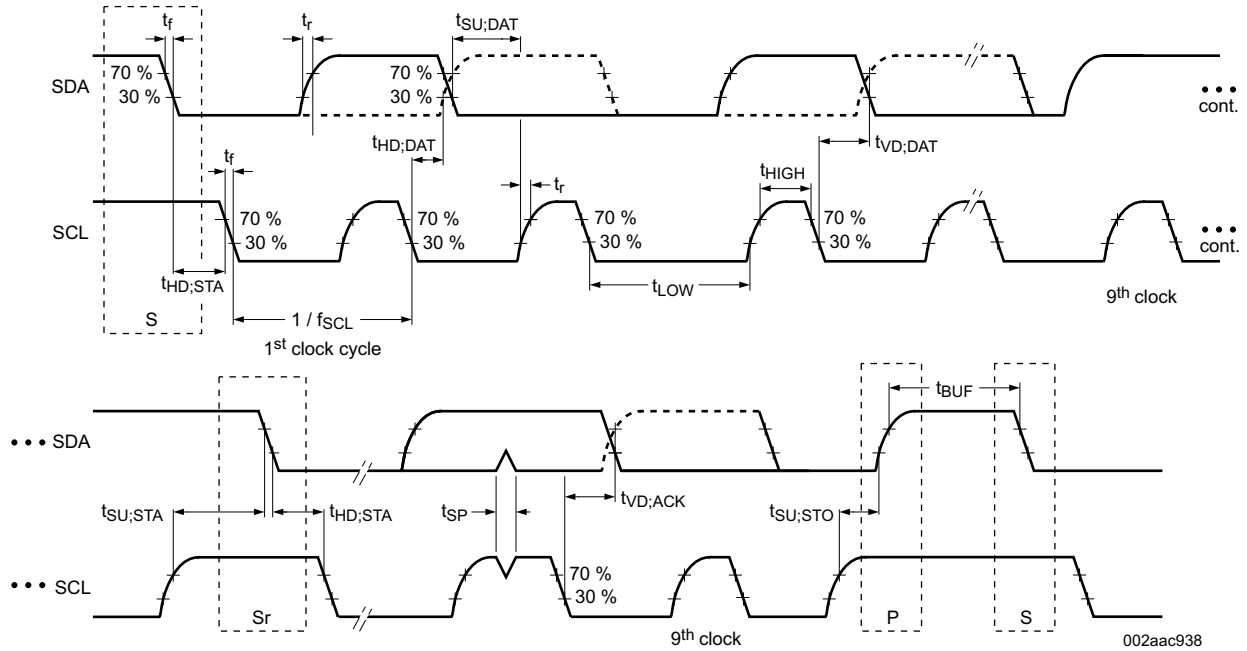 tf
tr
tSU;DAT
SDA
70 %
30 %
70 %
30 %
cont.
tHD;DAT
tVD;DAT
tf
tr
tHIGH
SCL
70 %
30 %
70 %
30 %
70 %
30 %
70 %
30 %
cont.
tHD;STA
tLOW
9th clock
S
1 / fSCL
1st clock cycle
tBUF
SDA
tSU;STA
tHD;STA
tSP
tVD;ACK
tSU;STO
SCL
70 %
30 %
Sr
9th clock
P
S
002aac938